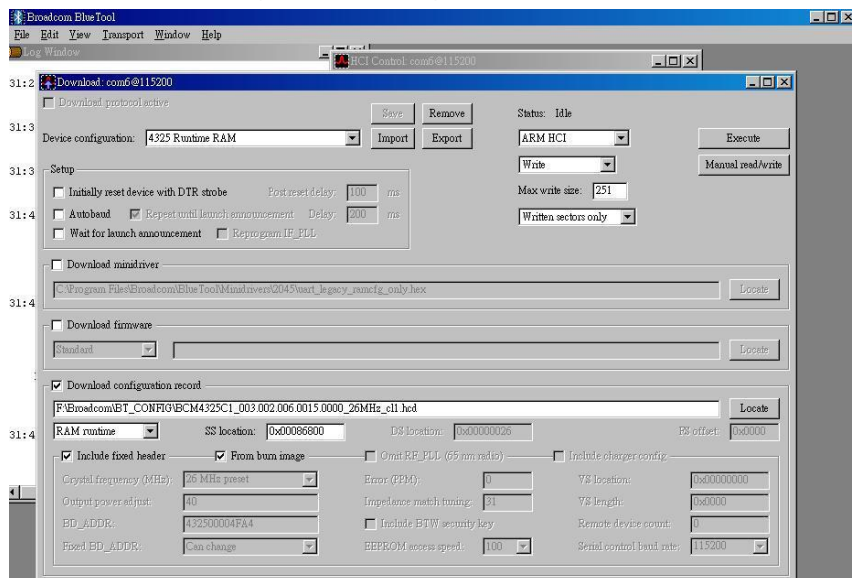 Broadcom BlueTool
File Edit View Transport Window Help
Log Window
HCI Control: com6@115200
31:2
Download: com6@115200
Download protocol active
Save Remove Status: Idle
31:3
Device configuration: 4325 Runtime RAM Import Export ARM HCI Execute
31:3
Setup Write Manual read/write
Initially reset device with DTR strobe Post reset delay: 100 ms Max write size: 251
31:4
Autobaud Repeat until launch announcement Delay: 200 ms Written sectors only
Wait for launch announcement Reprogram IF_PLL
Download minidriver
C:\Program Files\Broadcom\BlueTool\Minidrivers\2045\uart_legacy_ramcfg_only.hex Locate
31:4
Download firmware
Standard Locate
Download configuration record
F:\Broadcom\BT_CONFIG\BCM4325C1_003.002.006.0015.0000_26MHz_cl1.hcd Locate
31:4
RAM runtime SS location: 0x00086800 DS location: 0x00000026 RS offset: 0x0000
Include fixed header From burn image Omit RF_PLL (65 nm radio) Include charger config
Crystal frequency (MHz): 26 MHz preset Error (PPM): 0 VS location: 0x00000000
Output power adjust: 40 Impedance match tuning: 31 VS length: 0x0000
BD_ADDR: 432500004FA4 Include BTW security key Remote device count: 0
Fixed BD_ADDR: Can change EEPROM access speed: 100 Serial control baud rate: 115200